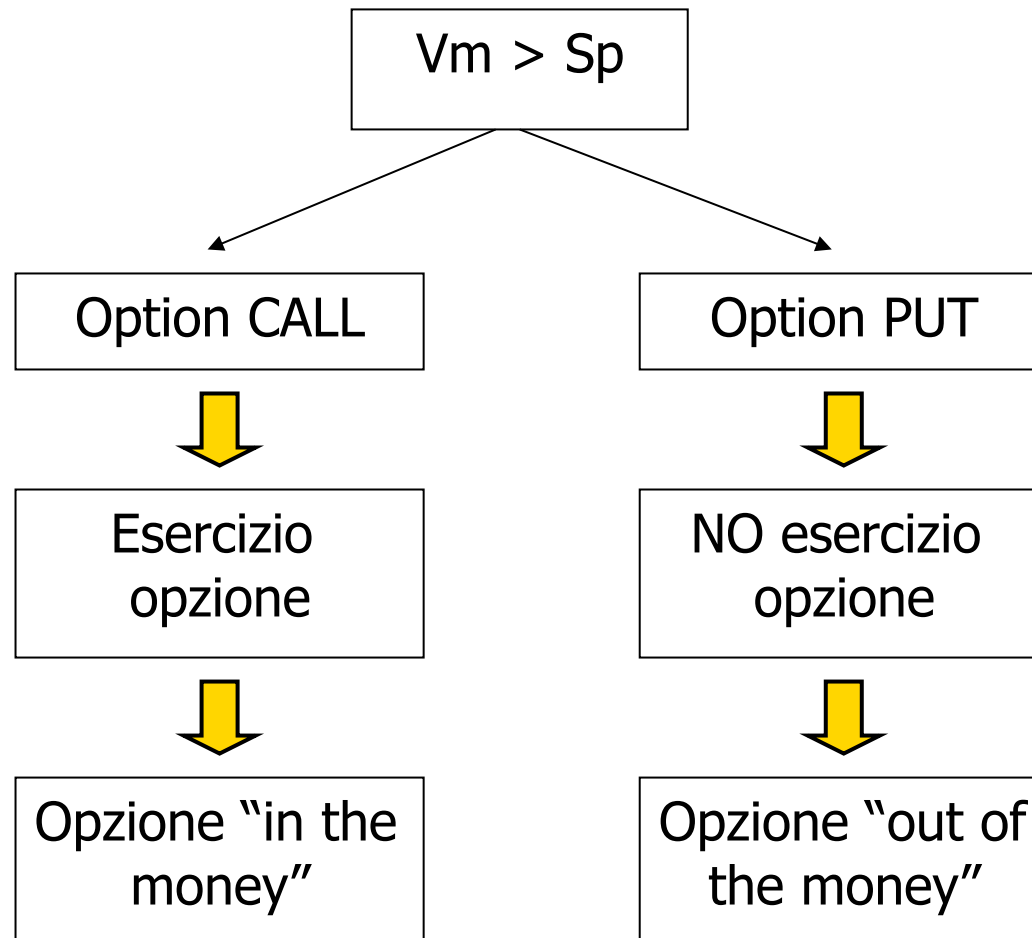 Vm > Sp
Option CALL
Option PUT
Esercizio
opzione
NO esercizio
opzione
Opzione “in the
money”
Opzione “out of
the money”